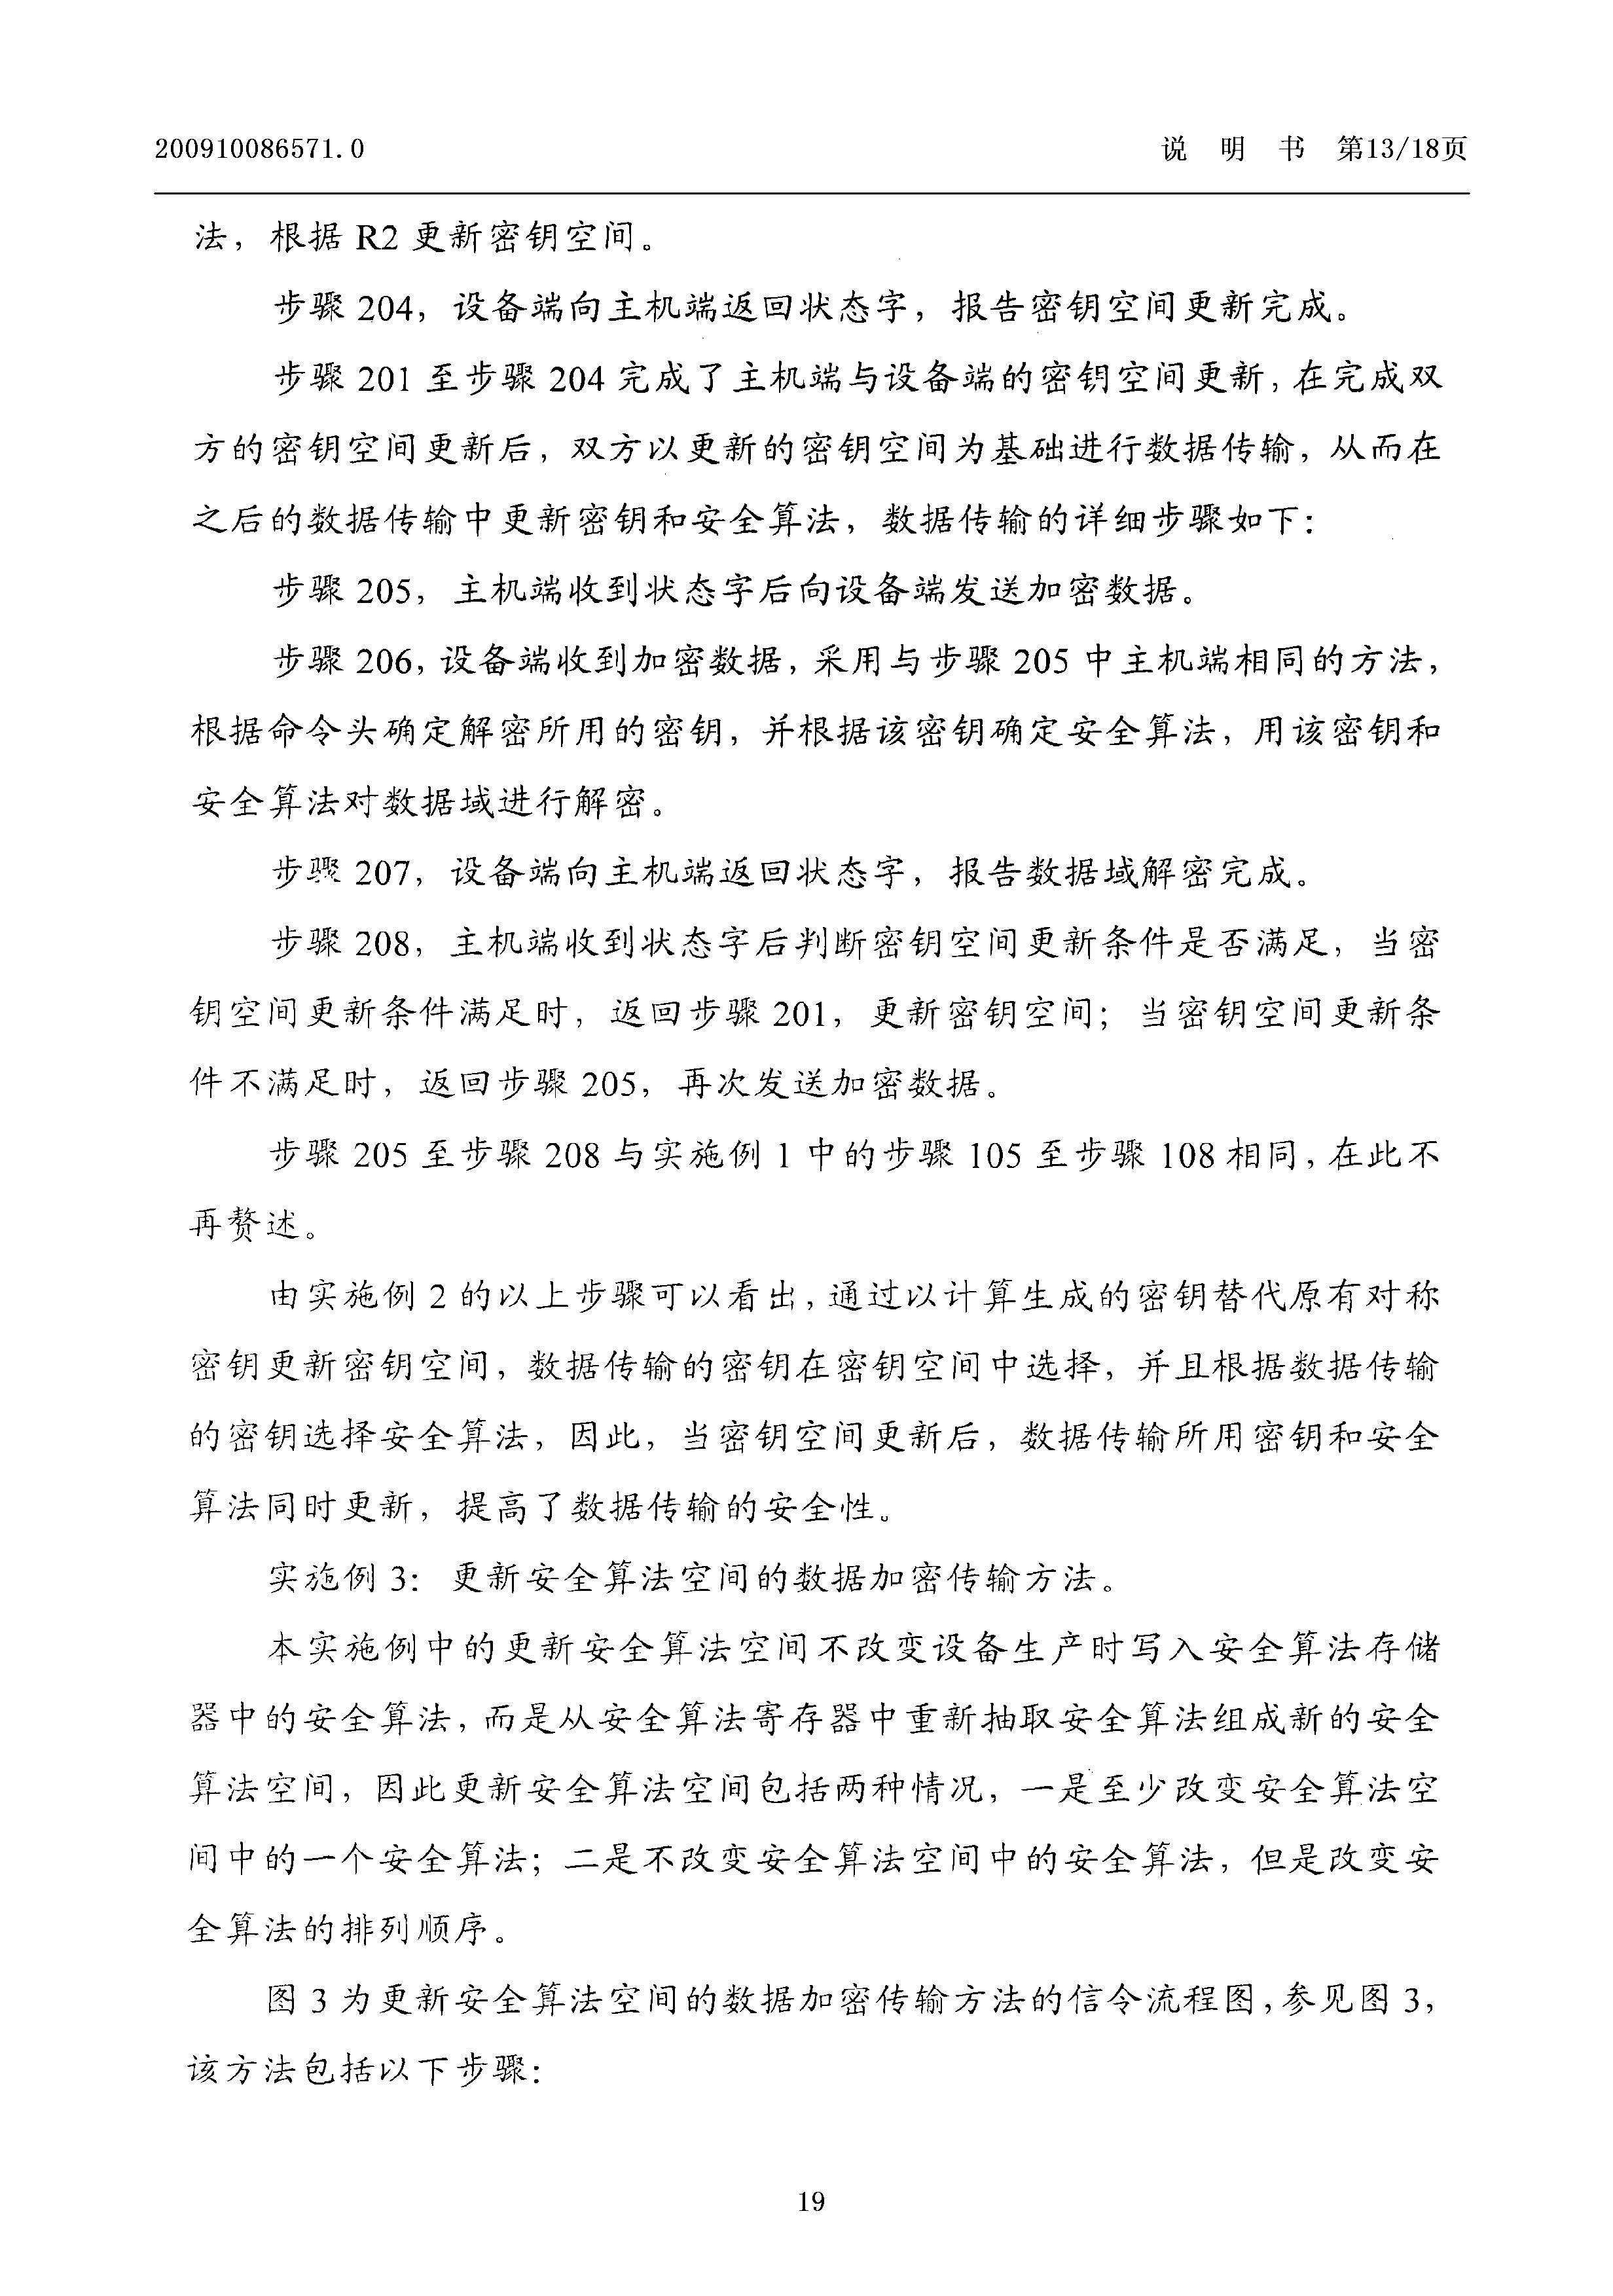 200910086571.0
说 明 书 第13/18页
法，根据 R2 更新密钥空间。
步骤 204，设备端向主机端返回状态字，报告密钥空间更新完成。
步骤 201 至步骤 204 完成了主机端与设备端的密钥空间更新，在完成双
方的密钥空间更新后，双方以更新的密钥空间为基础进行数据传输，从而在
之后的数据传输中更新密钥和安全算法，数据传输的详细步骤如下：
步骤 205，主机端收到状态字后向设备端发送加密数据。
步骤 206，设备端收到加密数据，采用与步骤 205 中主机端相同的方法，
根据命令头确定解密所用的密钥，并根据该密钥确定安全算法，用该密钥和
安全算法对数据域进行解密。
步骤 207，设备端向主机端返回状态字，报告数据域解密完成。
步骤 208，主机端收到状态字后判断密钥空间更新条件是否满足，当密
钥空间更新条件满足时，返回步骤 201，更新密钥空间；当密钥空间更新条
件不满足时，返回步骤 205，再次发送加密数据。
步骤 205 至步骤 208 与实施例 1 中的步骤 105 至步骤 108 相同，在此不
再赘述。
由实施例 2 的以上步骤可以看出，通过以计算生成的密钥替代原有对称
密钥更新密钥空间，数据传输的密钥在密钥空间中选择，并且根据数据传输
的密钥选择安全算法，因此，当密钥空间更新后，数据传输所用密钥和安全
算法同时更新，提高了数据传输的安全性。
实施例 3：更新安全算法空间的数据加密传输方法。
本实施例中的更新安全算法空间不改变设备生产时写入安全算法存储
器中的安全算法，而是从安全算法寄存器中重新抽取安全算法组成新的安全
算法空间，因此更新安全算法空间包括两种情况，一是至少改变安全算法空
间中的一个安全算法；二是不改变安全算法空间中的安全算法，但是改变安
全算法的排列顺序。
图 3 为更新安全算法空间的数据加密传输方法的信令流程图，参见图 3，
该方法包括以下步骤：
19